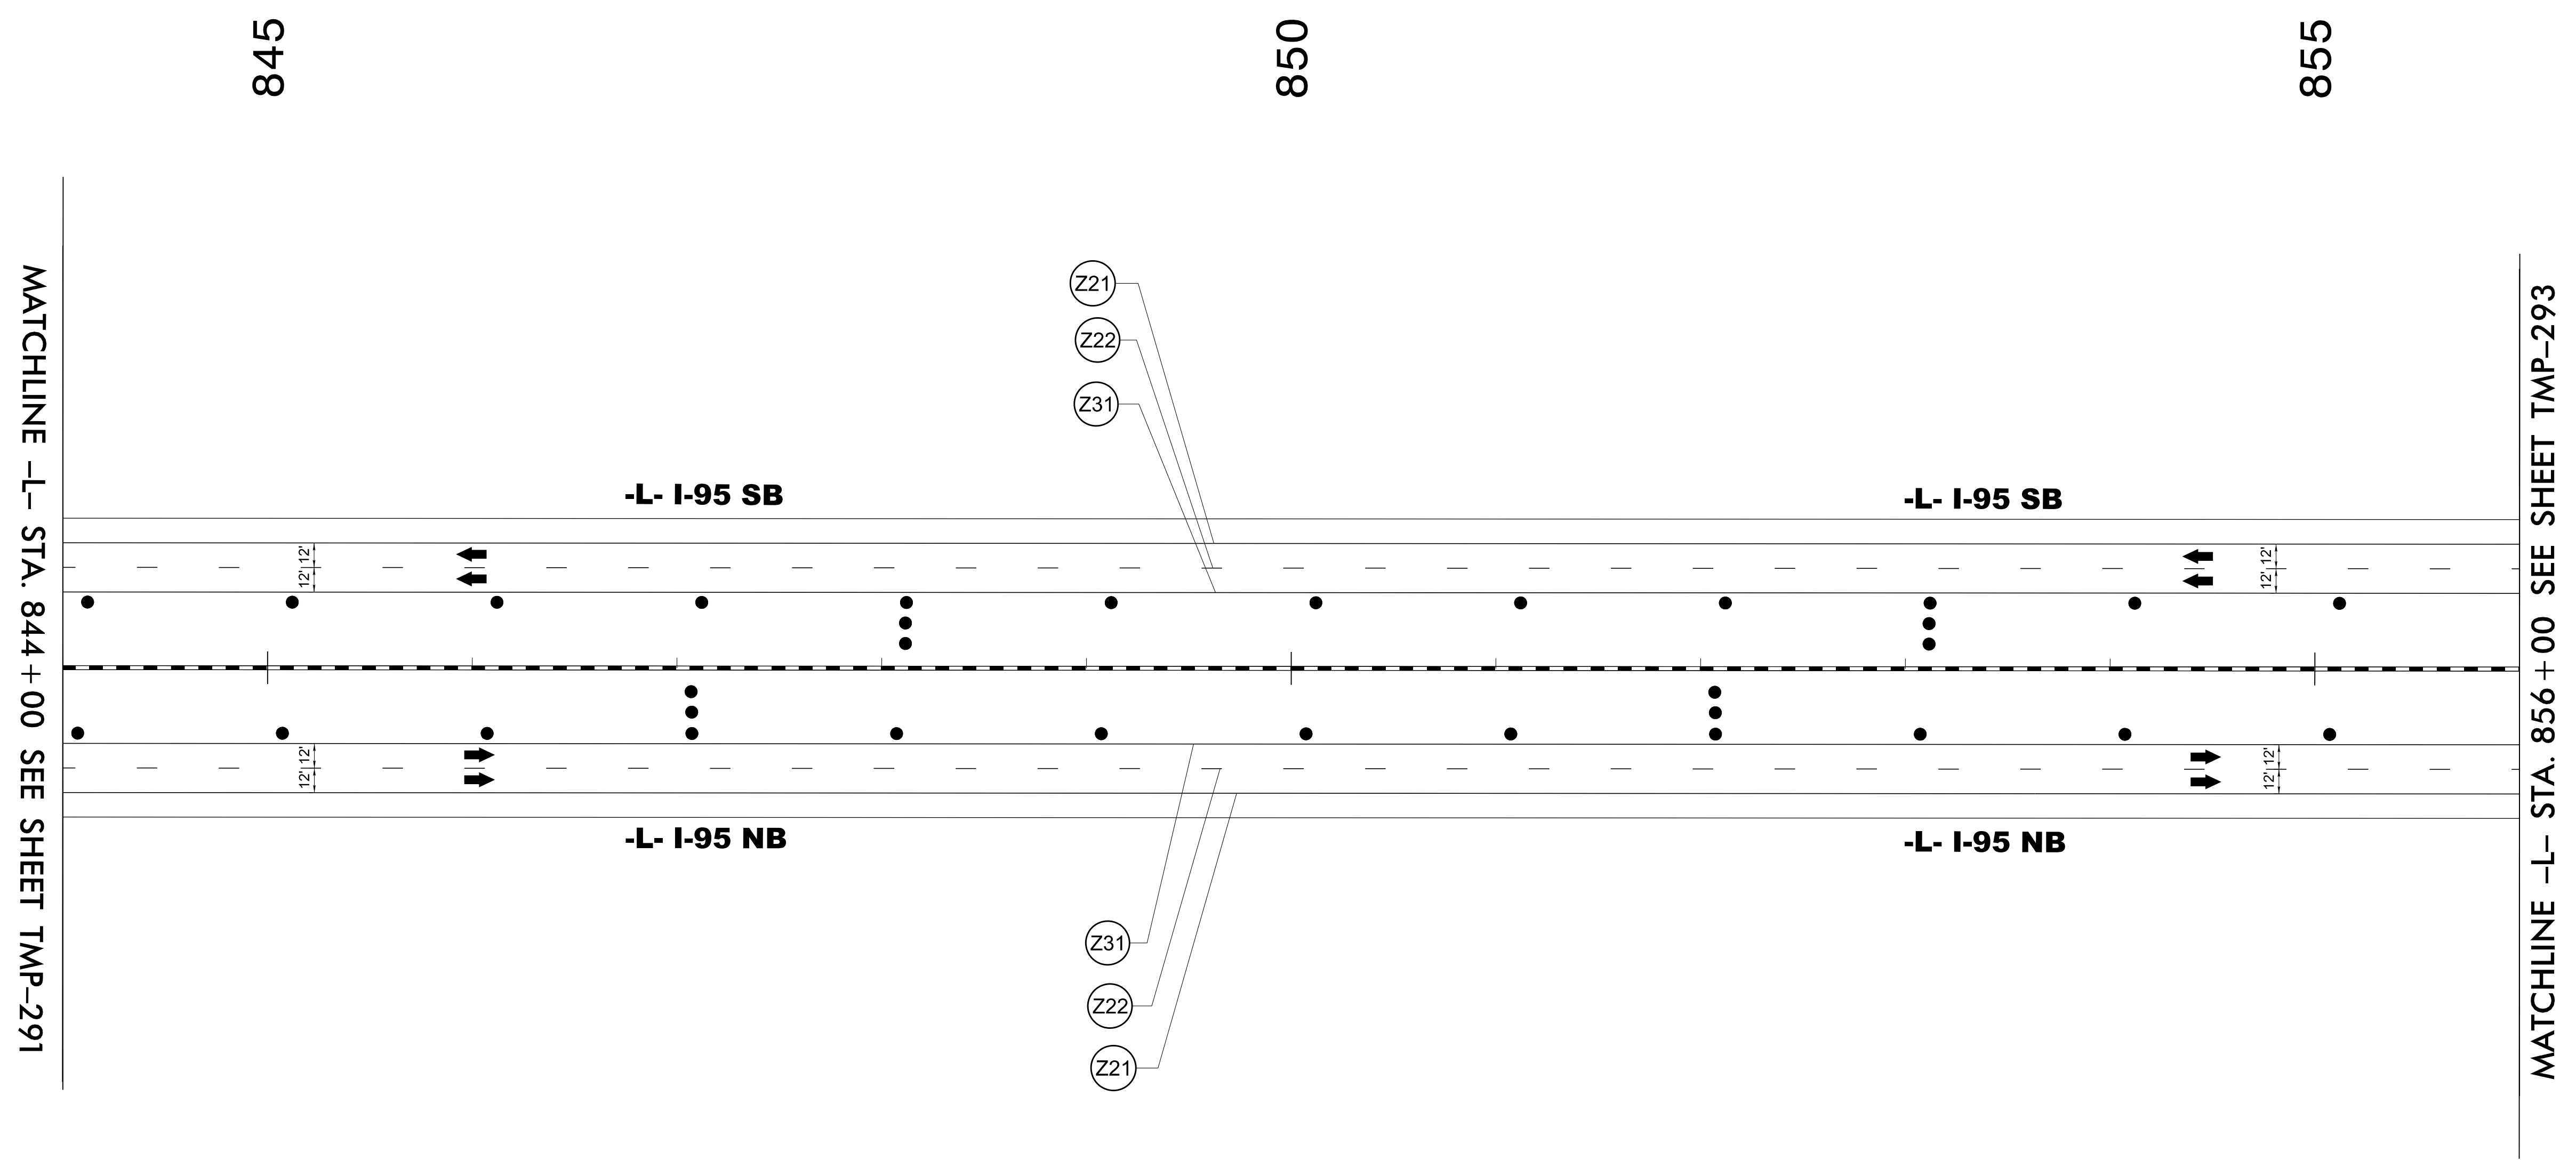 845
850
855
MATCHLINE -L- STA. 844+00 SEE SHEET TMP-291
Z21
Z22
Z31
-L- I-95 SB
-L- I-95 SB
12'
12'
12'
12'
12'
12'
12'
12'
-L- I-95 NB
-L- I-95 NB
Z31
Z22
Z21
MATCHLINE -L- STA. 856+00 SEE SHEET TMP-293